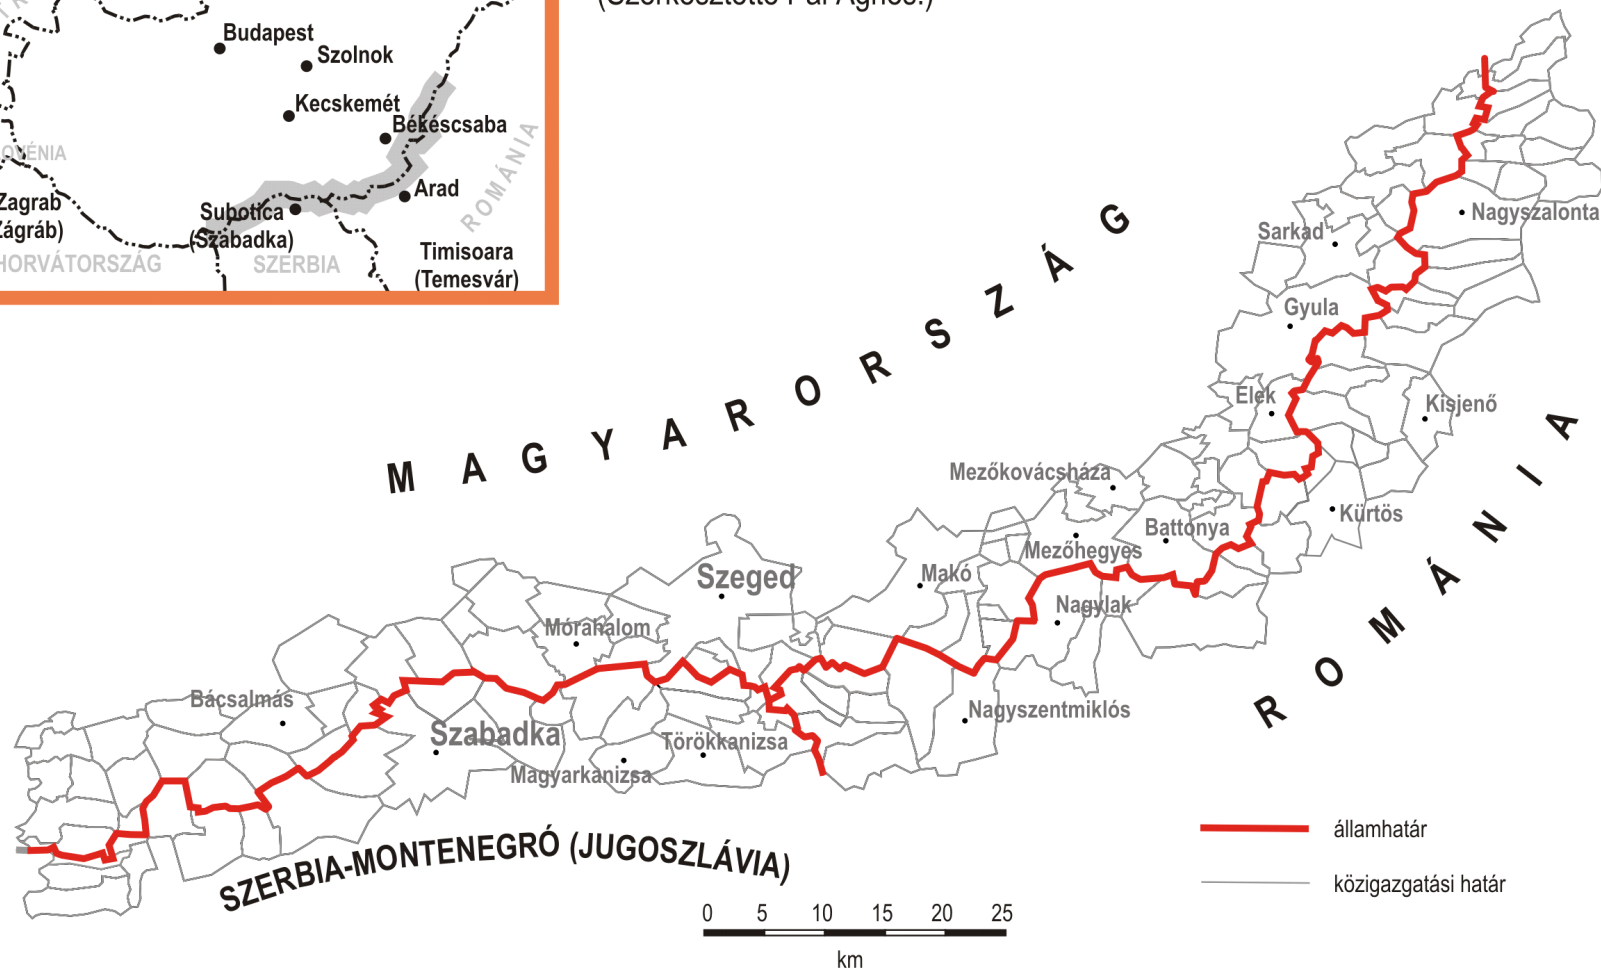 Budapest
Szolnok
Kecskemét
Békéscsaba
ROMÁNIA
Arad
Zagrab
Subotica
(Szabadka)
HORVÁTORSZÁG
SZERBIA
Timisoara
(Temesvár)
MAGYARORSZÁG
Nagyszalonta
Sarkad
Gyula
Elek
Kisjenő
ROMÁNIA
Mezőkovácsháza
Battonya
Kürtös
Mezőhegyes
Makó
Szeged
Nagylak
Mórahalom
Bácsalmás
Nagyszentmiklós
Szabadka
Törökkanizsa
Magyarkanizsa
SZERBIA-MONTENEGRÓ (JUGOSZLÁVIA)
államhatár
közigazgatási határ
0 5 10 15 20 25
km